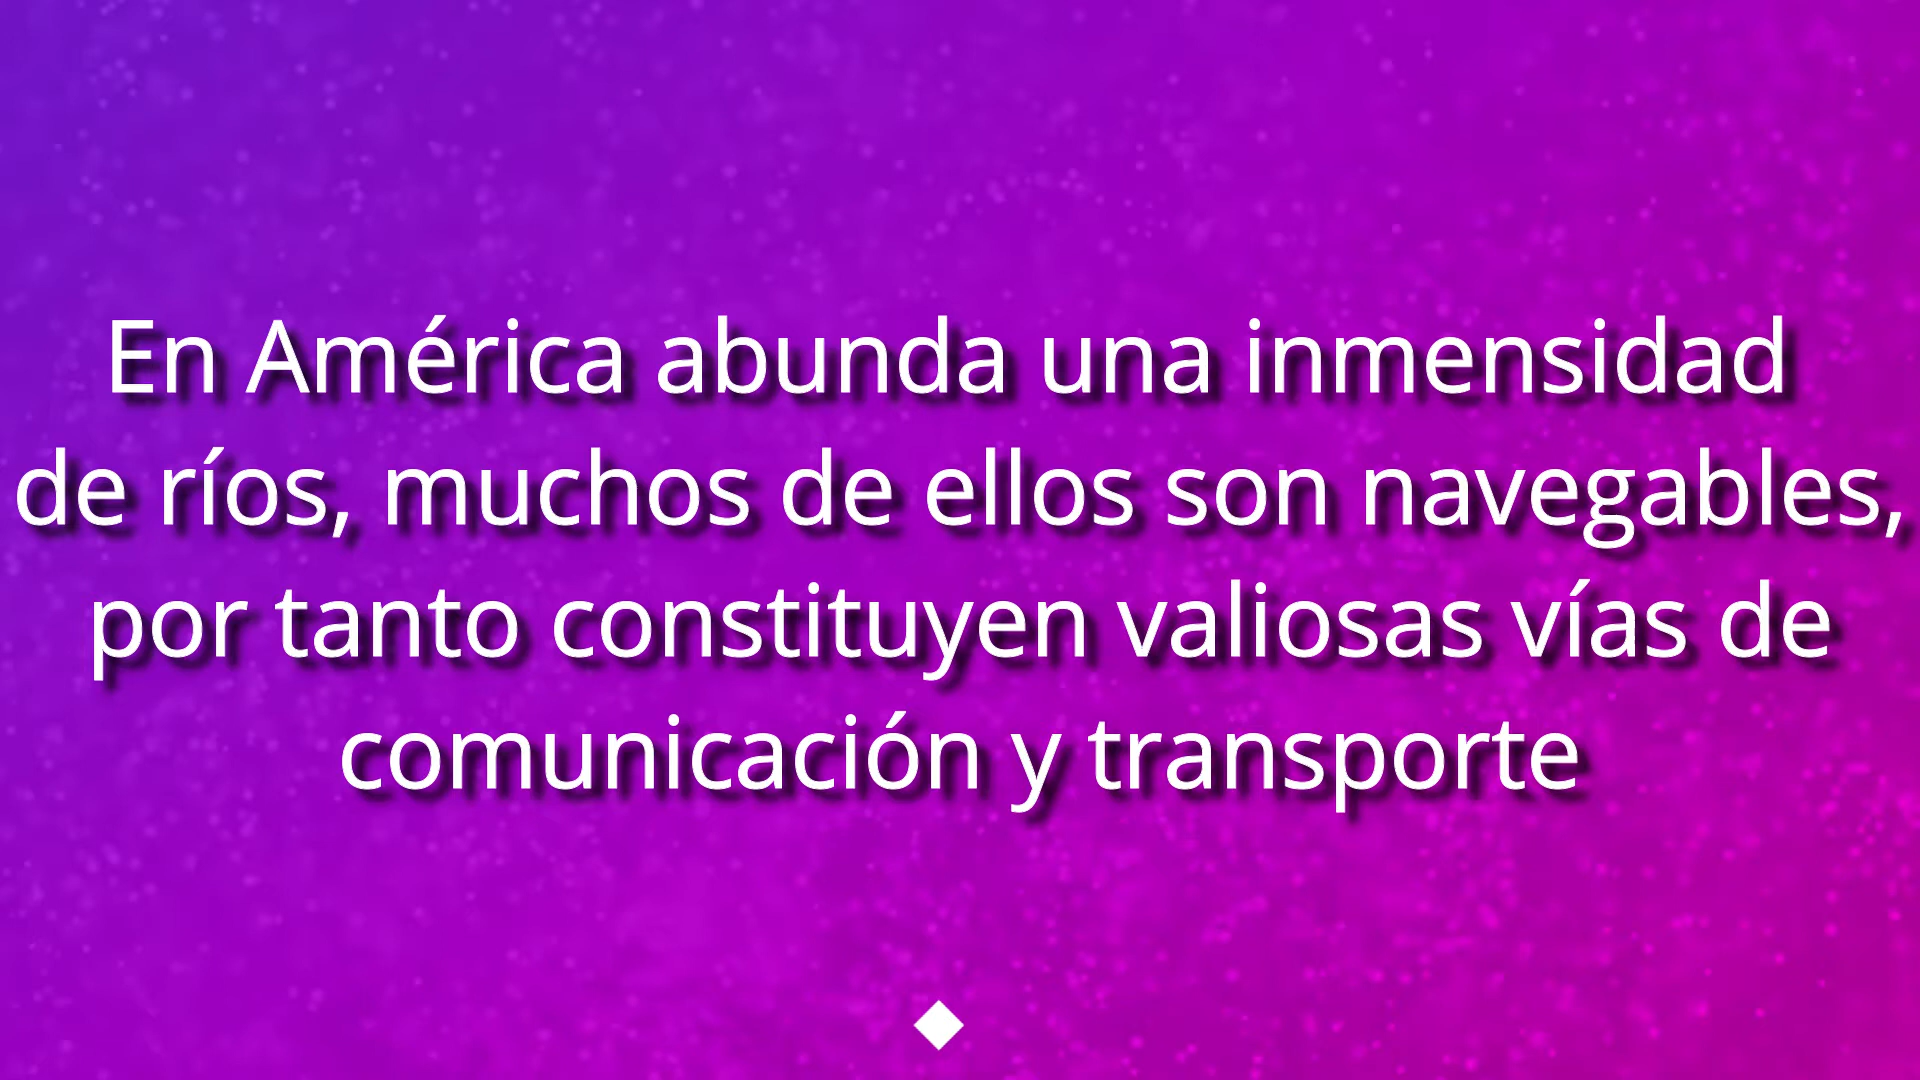 En América abunda una inmensidad
de ríos, muchos de ellos son navegables,
por tanto constituyen valiosas vías de
comunicación y transporte